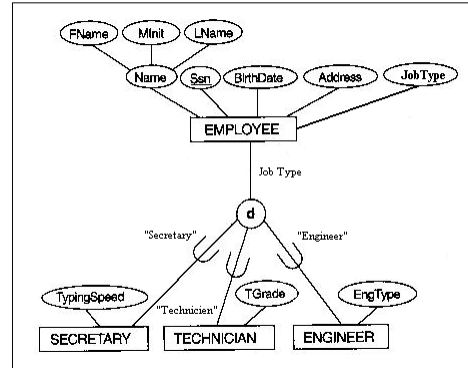 FName MInit LName
Name Ssn BirthDate Address JobType
EMPLOYEE
Job Type
d
"Secretary" "Engineer"
TypingSpeed "Technicien" TGrade EngType
SECRETARY TECHNICIAN ENGINEER